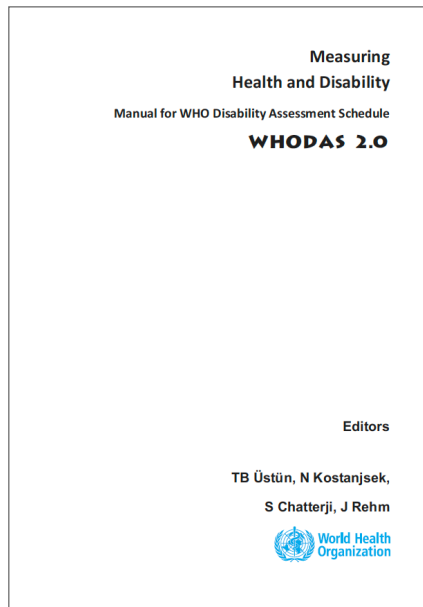 Measuring
Health and Disability
Manual for WHO Disability Assessment Schedule
WHODAS 2.0
Editors
TB Üstün, N Kostanjsek,
S Chatterji, J Rehm
World Health
Organization